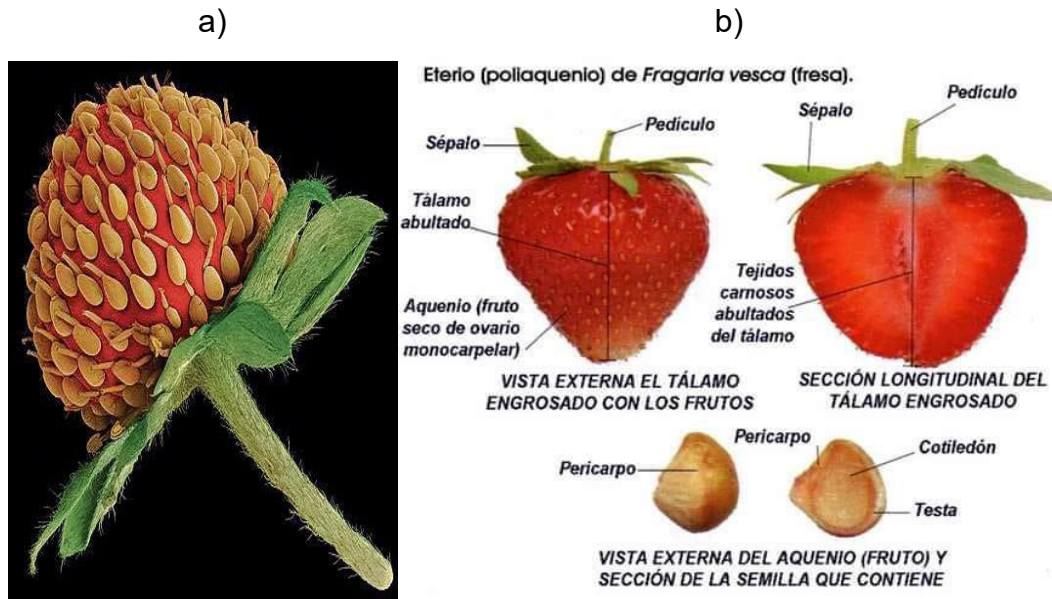 a)
b)
Eterio (poliaquenio) de Fragaria vesca (fresa).
Sépalo
Pedículo
Tálamo
abultado
Aquenio (fruto
seco de ovario
monocarpelar)
VISTA EXTERNA EL TÁLAMO
ENGROSADO CON LOS FRUTOS
Sépalo
Pedículo
Tejidos
carnosos
abultados
del tálamo
SECCIÓN LONGITUDINAL DEL
TÁLAMO ENGROSADO
Pericarpo
Pericarpo
Cotiledón
Testa
VISTA EXTERNA DEL AQUENIO (FRUTO) Y
SECCIÓN DE LA SEMILLA QUE CONTIENE